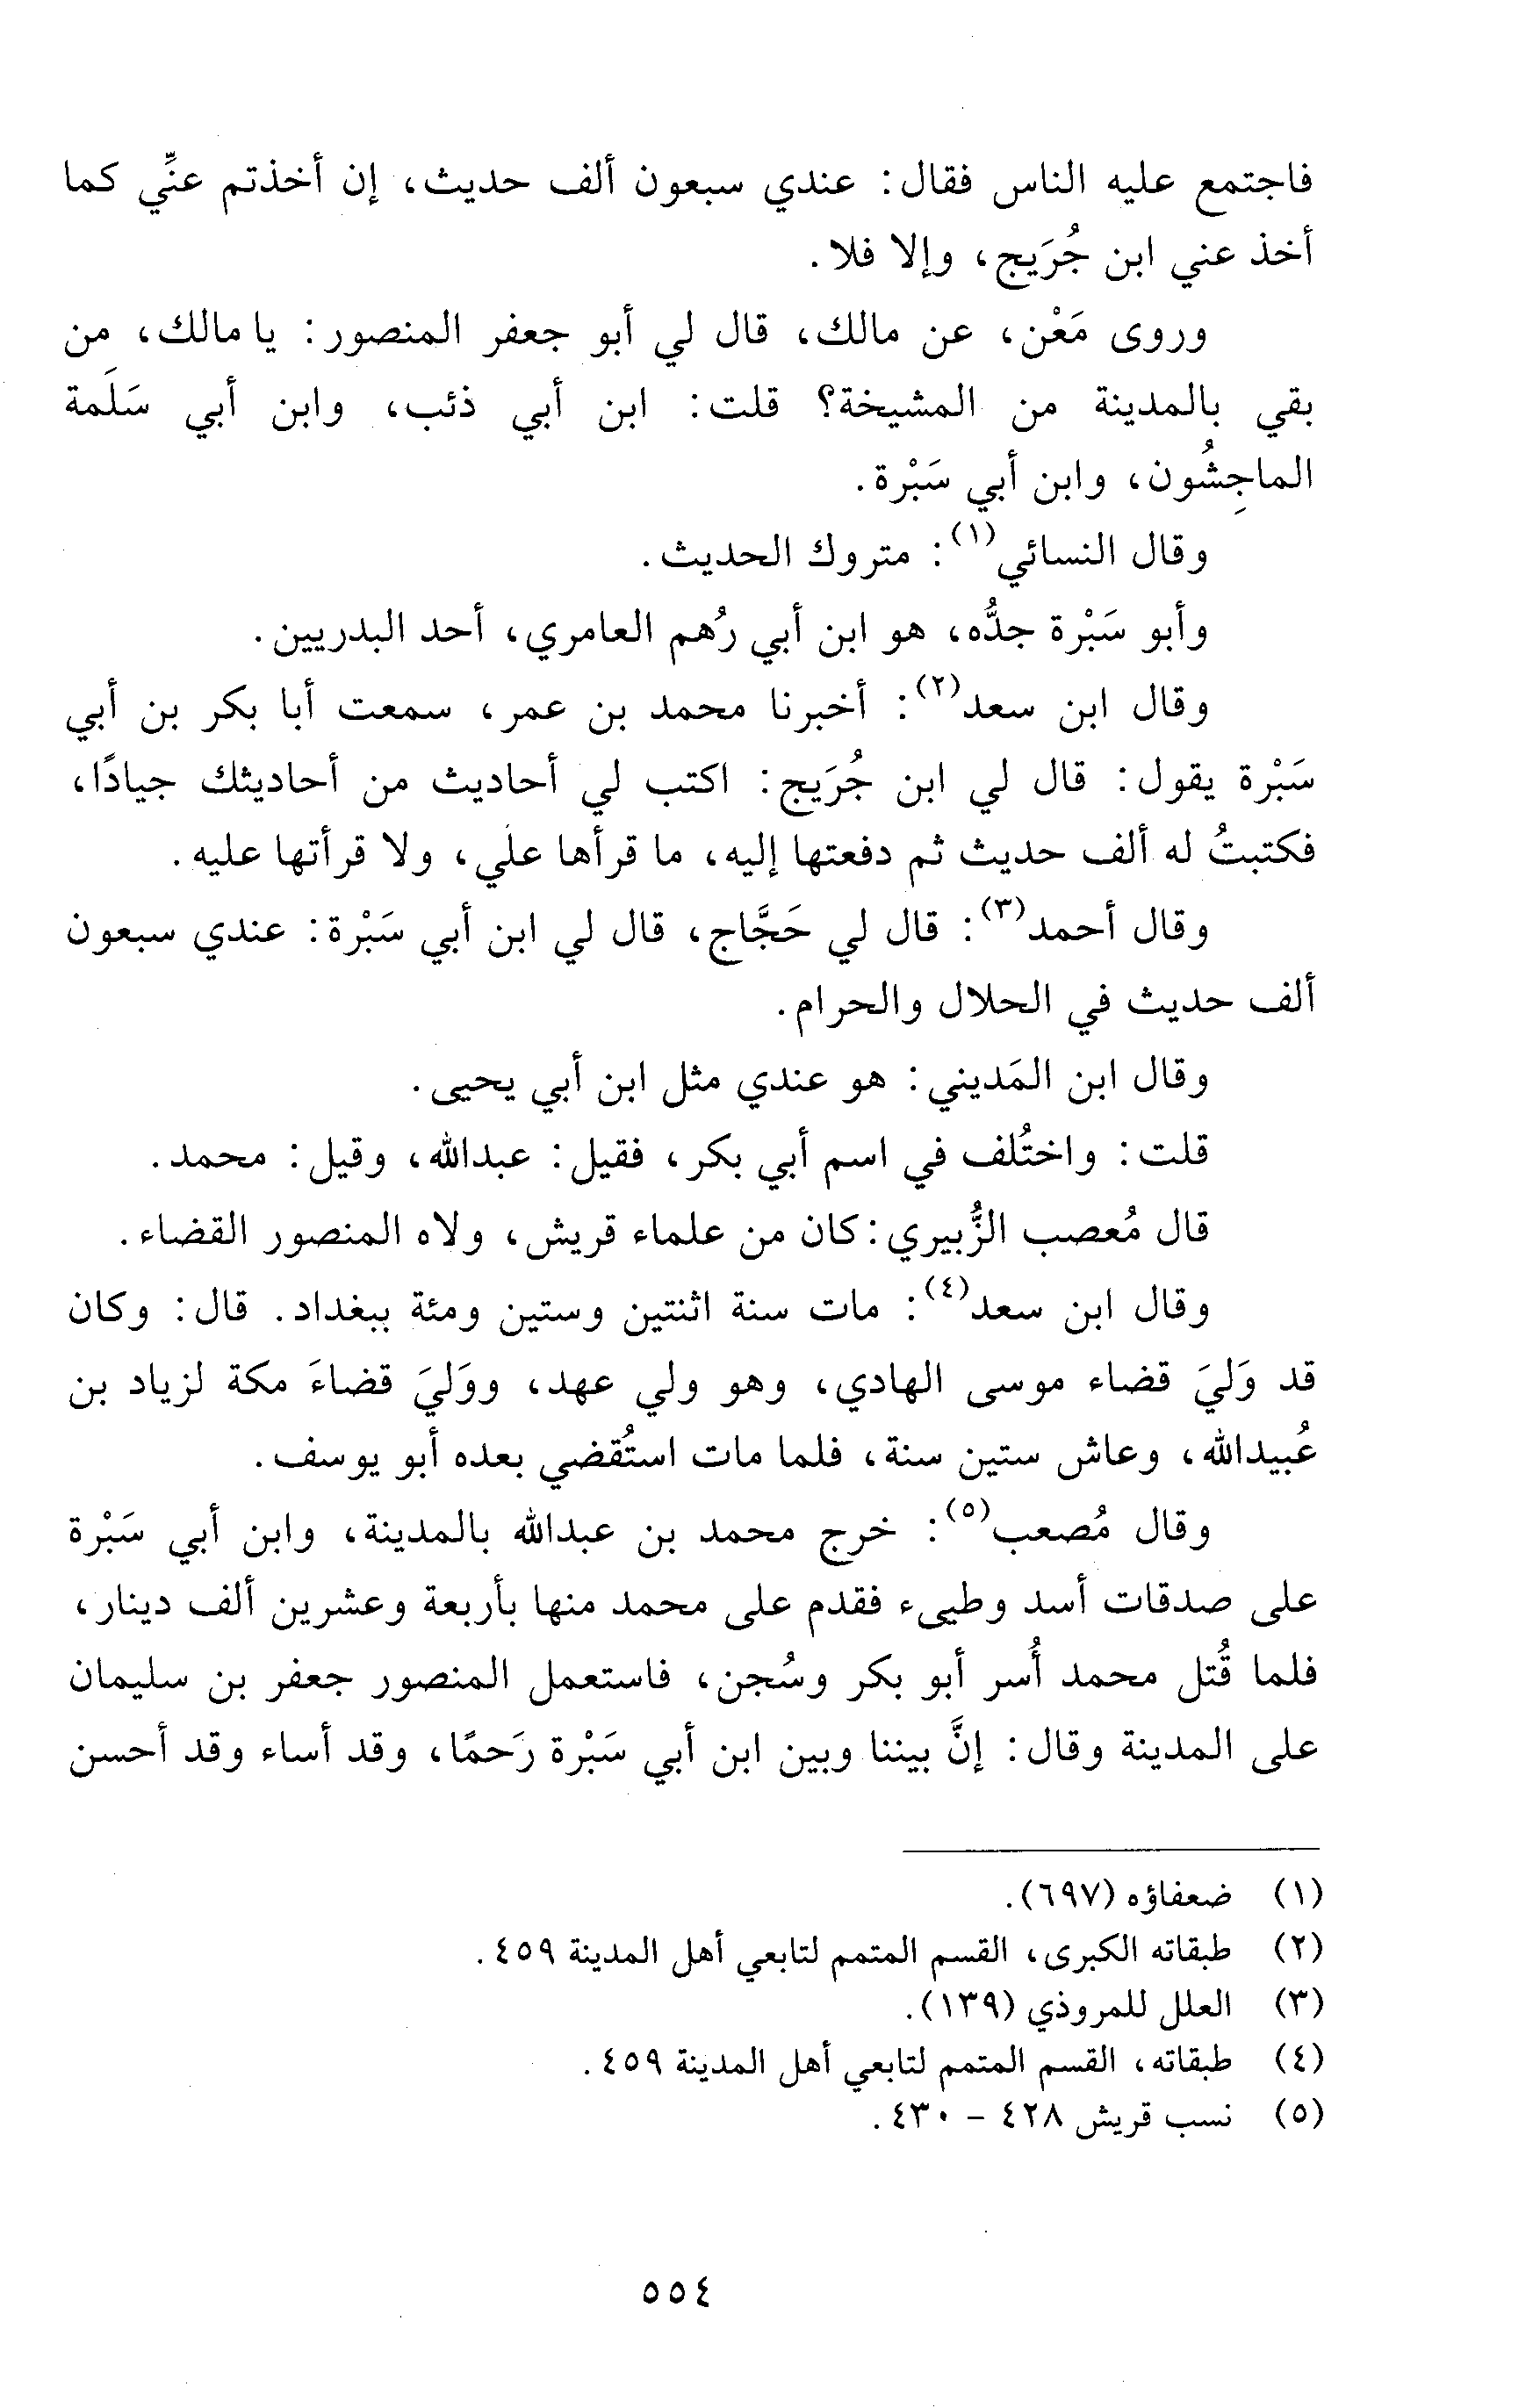 فاجتمع عليه الناس فقال: عندي سبعون ألف حديث، إن أخذتم عنِّي كما
أخذ عني ابن جُرَيج، وإلا فلا.
وروى مَعْن، عن مالك، قال لي أبو جعفر المنصور: يا مالك، من
بقي بالمدينة من المشيخة؟ قلت: ابن أبي ذئب، وابن أبي سَلَمة
الماجِشُون، وابن أبي سَبْرة.
وقال النسائي(١): متروك الحديث.
وأبو سَبْرة جدُّه، هو ابن أبي رُهم العامري، أحد البدريين.
وقال ابن سعد(٢): أخبرنا محمد بن عمر، سمعت أبا بكر بن أبي
سَبْرة يقول: قال لي ابن جُرَيج: اكتب لي أحاديث من أحاديثك جيادًا،
فكتبتُ له ألف حديث ثم دفعتها إليه، ما قرأها علي، ولا قرأتها عليه.
وقال أحمد(٣): قال لي حَجَّاج، قال لي ابن أبي سَبْرة: عندي سبعون
ألف حديث في الحلال والحرام.
وقال ابن المَديني: هو عندي مثل ابن أبي يحيى.
قلت: واختُلف في اسم أبي بكر، فقيل: عبدالله، وقيل: محمد.
قال مُعصب الزُّبيري: كان من علماء قريش، ولاه المنصور القضاء.
وقال ابن سعد(٤): مات سنة اثنتين وستين ومئة ببغداد. قال: وكان
قد وَليَ قضاء موسى الهادي، وهو ولي عهد، ووَليَ قضاءَ مكة لزياد بن
عُبيدالله، وعاش ستين سنة، فلما مات استُقضي بعده أبو يوسف.
وقال مُصعب(٥): خرج محمد بن عبدالله بالمدينة، وابن أبي سَبْرة
على صدقات أسد وطيىء فقدم على محمد منها بأربعة وعشرين ألف دينار،
فلما قُتل محمد أُسر أبو بكر وسُجن، فاستعمل المنصور جعفر بن سليمان
على المدينة وقال: إنَّ بيننا وبين ابن أبي سَبْرة رَحمًا، وقد أساء وقد أحسن
(١) ضعفاؤه (٦٩٧).
(٢) طبقاته الكبرى، القسم المتمم لتابعي أهل المدينة ٤٥٩.
(٣) العلل للمروذي (١٣٩).
(٤) طبقاته، القسم المتمم لتابعي أهل المدينة ٤٥٩.
(٥) نسب قريش ٤٢٨ - ٤٣٠.
٥٥٤